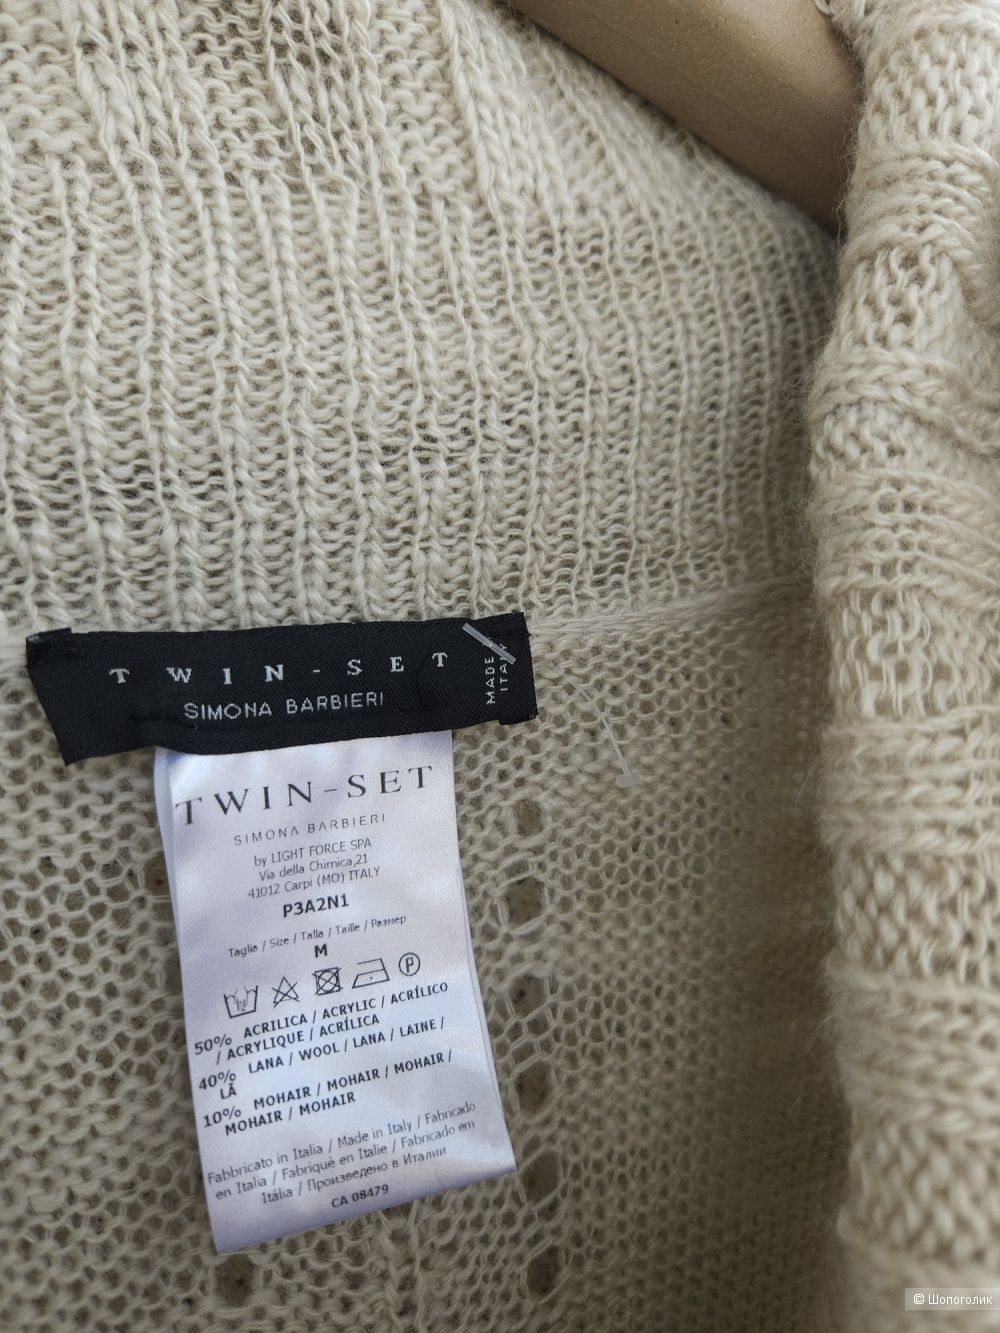 T W I N - S E T
SIMONA BARBIERI
MADE
ITALY
TWIN-SET
SIMONA BARBIERI
by LIGHT FORCE SPA
Via della Chimica,21
41012 Carpi (MO) ITALY
P3A2N1
Taglia / Size / Talla / Taille / Размер
M
P
50% ACRILICA / ACRYLIC / ACRÍLICO
/ ACRYLIQUE / ACRÍLICA
40% LANA / WOOL / LANA / LAINE /
LÃ
10% MOHAIR / MOHAIR / MOHAIR /
MOHAIR / MOHAIR
Fabbricato in Italia / Made in Italy / Fabricado
en Italia / Fabriqué en Italie / Fabricado em
Itália / Произведено в Италии
CA 08479
© Шопоголик